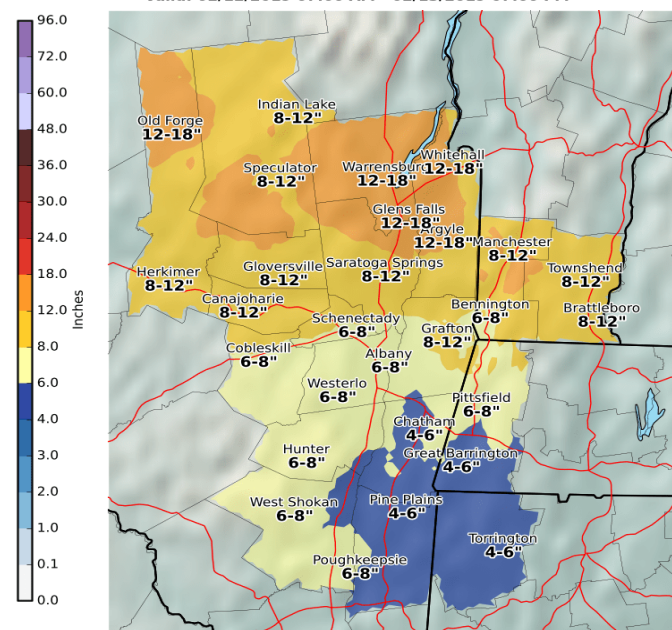 96.0
72.0
60.0
48.0
36.0
30.0
24.0
18.0
12.0
8.0
6.0
4.0
3.0
2.0
1.0
0.1
0.0
Inches
Old Forge
12-18"
Indian Lake
8-12"
Speculator
8-12"
Warrensburg
12-18"
Whitehall
12-18"
Glens Falls
12-18"
Argyle
12-18"
Manchester
8-12"
Herkimer
8-12"
Gloversville
8-12"
Saratoga Springs
8-12"
Townshend
8-12"
Canajoharie
8-12"
Schenectady
6-8"
Bennington
6-8"
Brattleboro
8-12"
Grafton
8-12"
Cobleskill
6-8"
Albany
6-8"
Westerlo
6-8"
Pittsfield
6-8"
Chatham
4-6"
Hunter
6-8"
Great Barrington
4-6"
West Shokan
6-8"
Pine Plains
4-6"
Torrington
4-6"
Poughkeepsie
6-8"